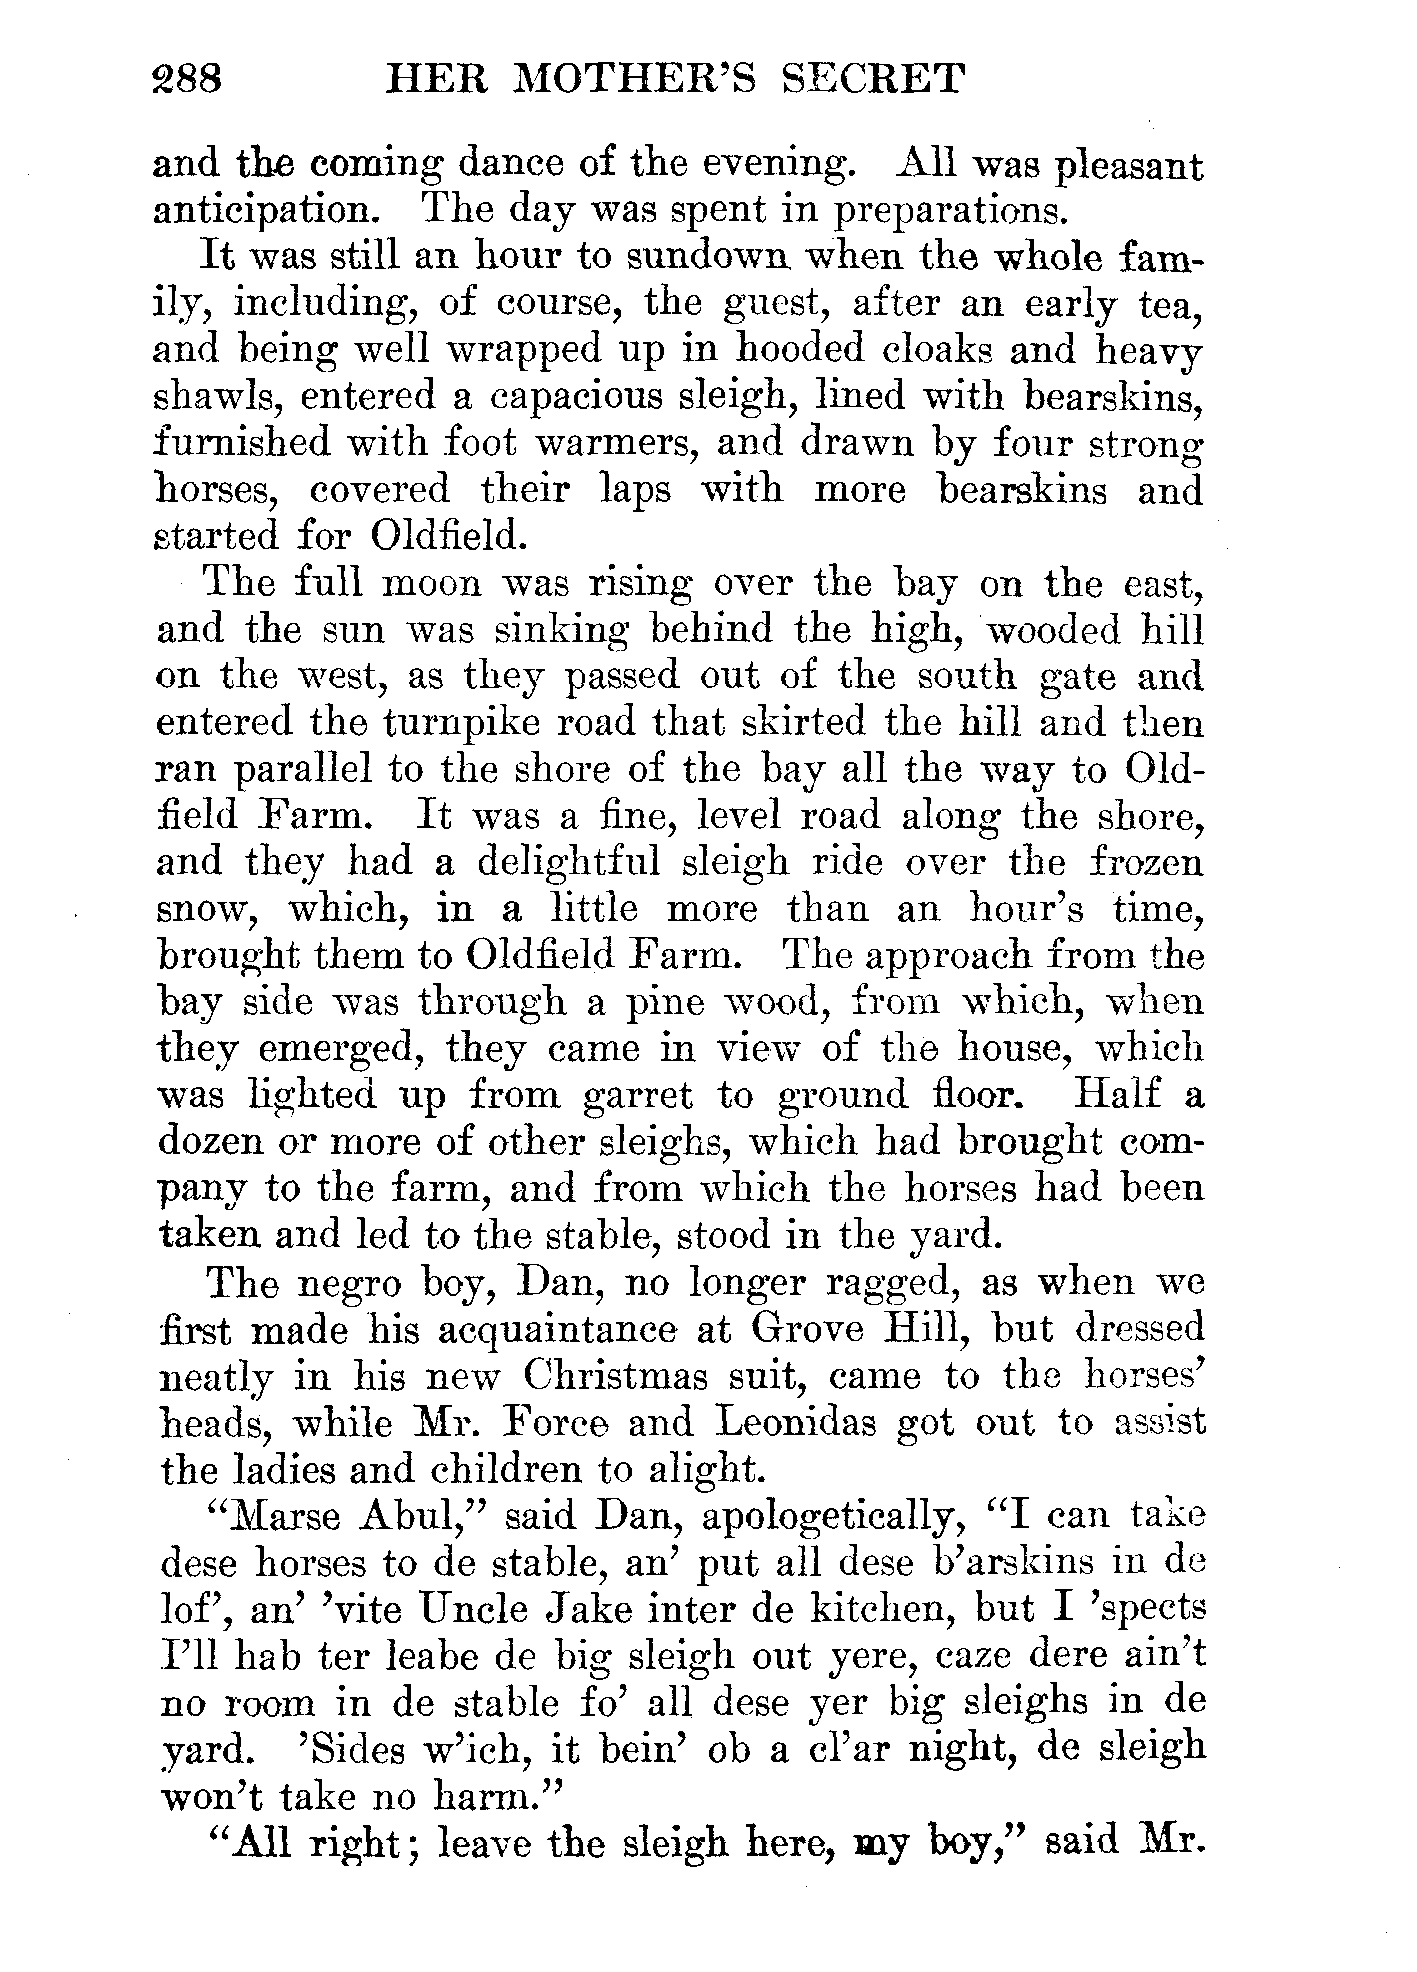 288 HER MOTHER'S SECRET
and the coming dance of the evening. All was pleasant
anticipation. The day was spent in preparations.
It was still an hour to sundown when the whole fam-
ily, including, of course, the guest, after an early tea,
and being well wrapped up in hooded cloaks and heavy
shawls, entered a capacious sleigh, lined with bearskins,
furnished with foot warmers, and drawn by four strong
horses, covered their laps with more bearskins and
started for Oldfield.
The full moon was rising over the bay on the east,
and the sun was sinking behind the high, wooded hill
on the west, as they passed out of the south gate and
entered the turnpike road that skirted the hill and then
ran parallel to the shore of the bay all the way to Old-
field Farm. It was a fine, level road along the shore,
and they had a delightful sleigh ride over the frozen
snow, which, in a little more than an hour's time,
brought them to Oldfield Farm. The approach from the
bay side was through a pine wood, from which, when
they emerged, they came in view of the house, which
was lighted up from garret to ground floor. Half a
dozen or more of other sleighs, which had brought com-
pany to the farm, and from which the horses had been
taken and led to the stable, stood in the yard.
The negro boy, Dan, no longer ragged, as when we
first made his acquaintance at Grove Hill, but dressed
neatly in his new Christmas suit, came to the horses'
heads, while Mr. Force and Leonidas got out to assist
the ladies and children to alight.
"Marse Abul," said Dan, apologetically, "I can take
dese horses to de stable, an' put all dese b'arskins in de
lof', an' 'vite Uncle Jake inter de kitchen, but I 'spects
I'll hab ter leabe de big sleigh out yere, caze dere ain't
no room in de stable fo' all dese yer big sleighs in de
yard. 'Sides w'ich, it bein' ob a cl'ar night, de sleigh
won't take no harm."
"All right; leave the sleigh here, my boy," said Mr.